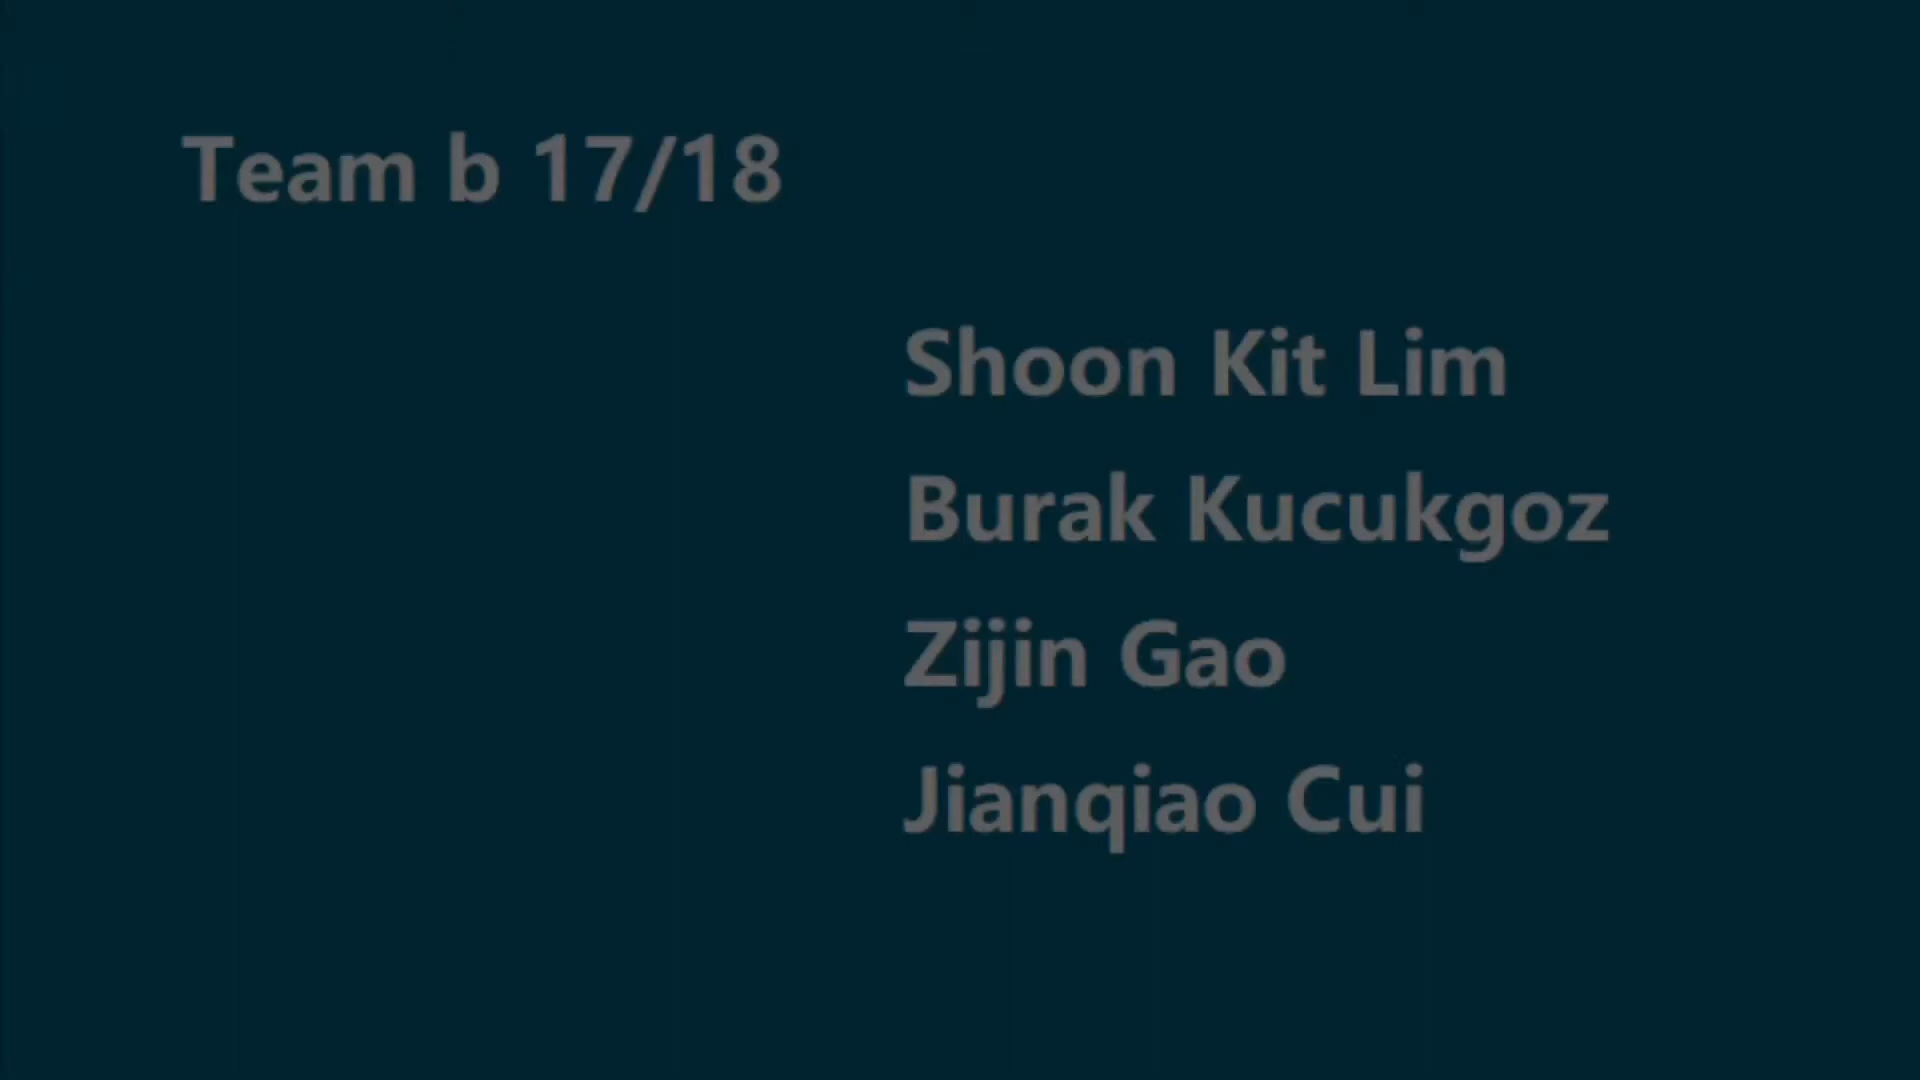 Team b 17/18
Shoon Kit Lim
Burak Kucukgoz
Zijin Gao
Jianqiao Cui